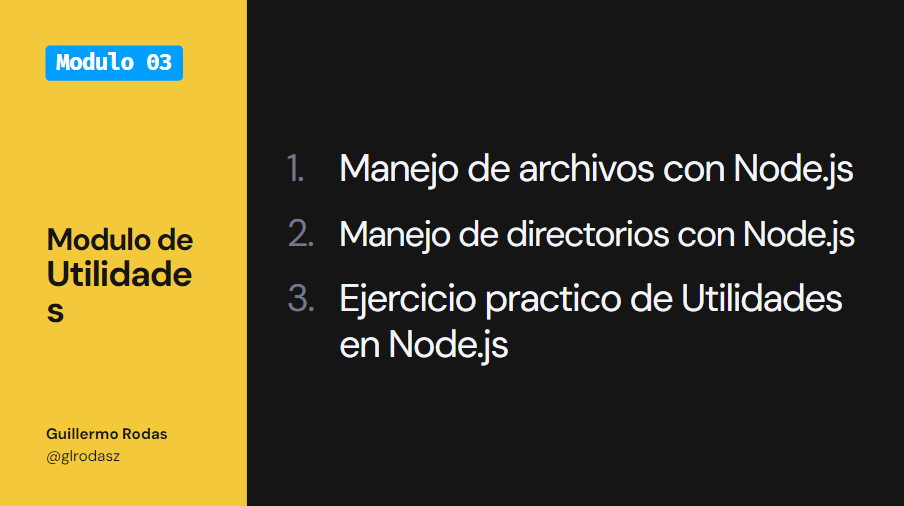 Modulo 03
Modulo de
Utilidade
s
Guillermo Rodas
@glrodasz
1. Manejo de archivos con Node.js
2. Manejo de directorios con Node.js
3. Ejercicio practico de Utilidades
en Node.js